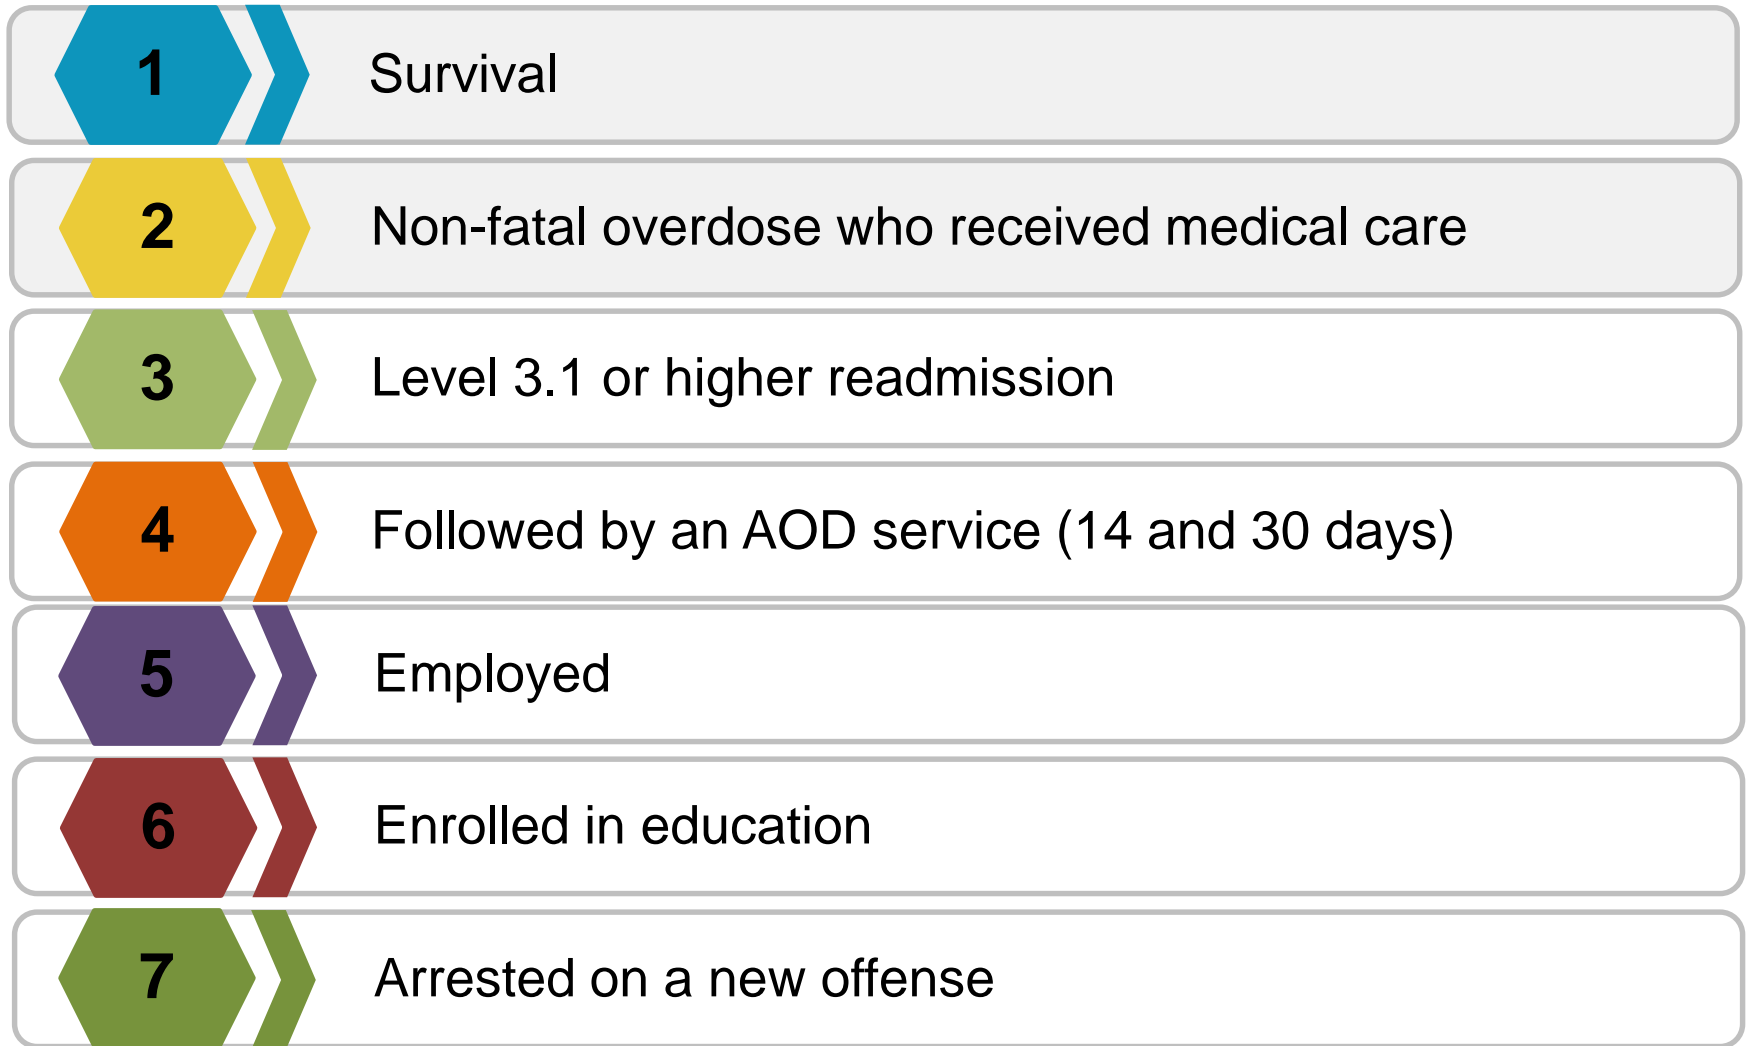 1 Survival
2 Non-fatal overdose who received medical care
3 Level 3.1 or higher readmission
4 Followed by an AOD service (14 and 30 days)
5 Employed
6 Enrolled in education
7 Arrested on a new offense